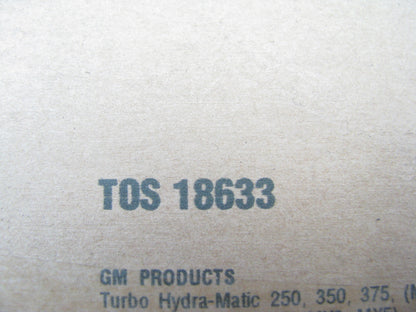 TOS 18633
GM PRODUCTS
Turbo Hydra-Matic 250, 350, 375, (M